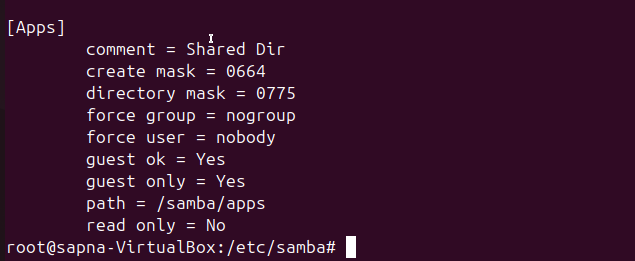 [Apps]
comment = Shared Dir
create mask = 0664
directory mask = 0775
force group = nogroup
force user = nobody
guest ok = Yes
guest only = Yes
path = /samba/apps
read only = No
root@sapna-VirtualBox:/etc/samba#